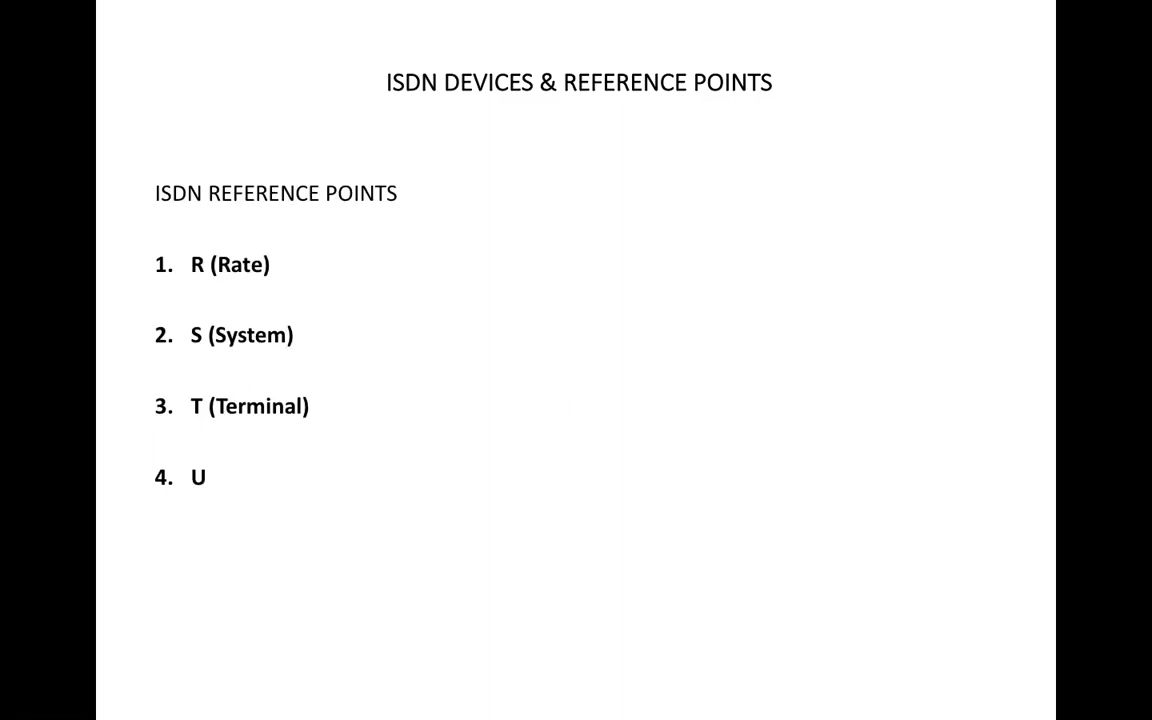 ISDN DEVICES & REFERENCE POINTS
ISDN REFERENCE POINTS
1. R (Rate)
2. S (System)
3. T (Terminal)
4. U